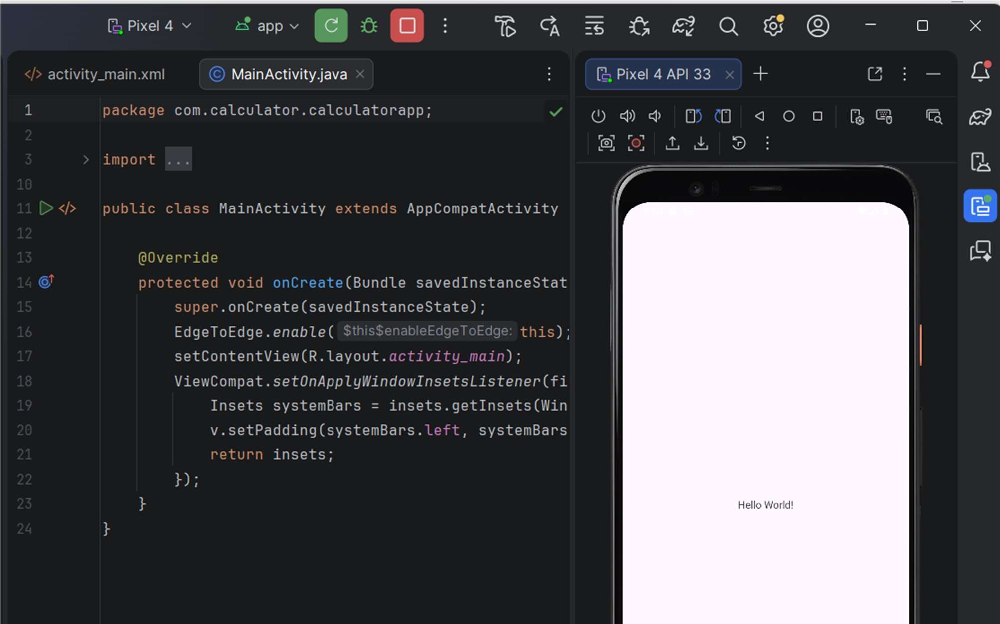 Pixel 4 app
activity_main.xml MainActivity.java
Pixel 4 API 33
1 package com.calculator.calculatorapp;
2
3 import ...
10
11 public class MainActivity extends AppCompatActivity
12
13 @Override
14 protected void onCreate(Bundle savedInstanceStat
15 super.onCreate(savedInstanceState);
16 EdgeToEdge.enable( $this$enableEdgeToEdge: this);
17 setContentView(R.layout.activity_main);
18 ViewCompat.setOnApplyWindowInsetsListener(fi
19 Insets systemBars = insets.getInsets(Win
20 v.setPadding(systemBars.left, systemBars
21 return insets;
22 });
23 }
24 }
Hello World!